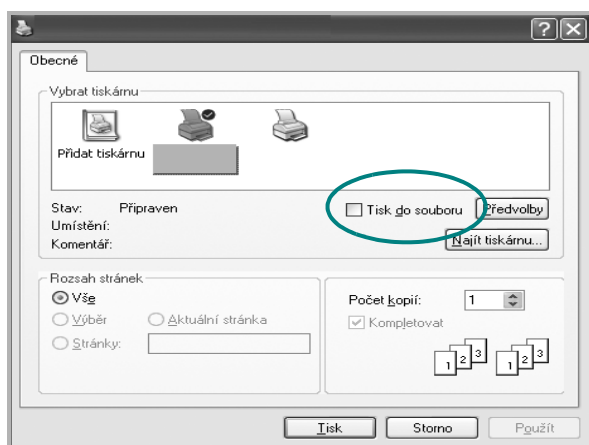 Obecné
Vybrat tiskárnu
Přidat tiskárnu
Stav: Připraven
Umístění:
Komentář:
Tisk do souboru
Předvolby
Najít tiskárnu...
Rozsah stránek
Vše
Výběr Aktuální stránka
Stránky:
Počet kopií: 1
Kompletovat
1 2 3 1 2 3
Tisk Storno Použít